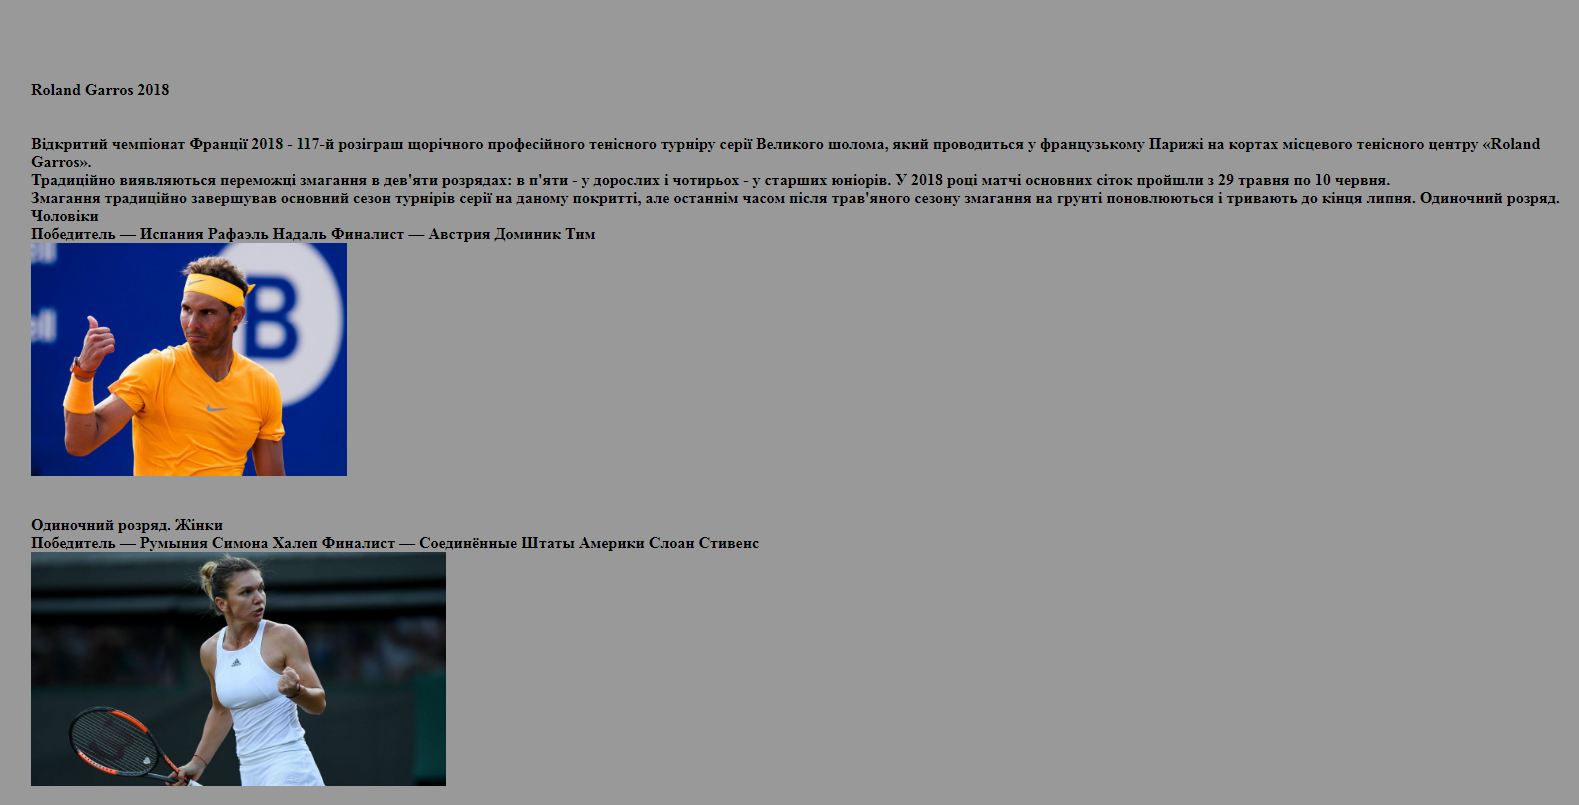 Roland Garros 2018
Відкритий чемпіонат Франції 2018 - 117-й розіграш щорічного професійного тенісного турніру серії Великого шолома, який проводиться у французькому Парижі на кортах місцевого тенісного центру «Roland
Garros».
Традиційно виявляються переможці змагання в дев'яти розрядах: в п'яти - у дорослих і чотирьох - у старших юніорів. У 2018 році матчі основних сіток пройшли з 29 травня по 10 червня.
Змагання традиційно завершував основний сезон турнірів серії на даному покритті, але останнім часом після трав'яного сезону змагання на грунті поновлюються і тривають до кінця липня. Одиночний розряд.
Чоловіки
Победитель — Испания Рафаэль Надаль Финалист — Австрия Доминик Тим
ell
ell
B
Одиночний розряд. Жінки
Победитель — Румыния Симона Халеп Финалист — Соединённые Штаты Америки Слоан Стивенс